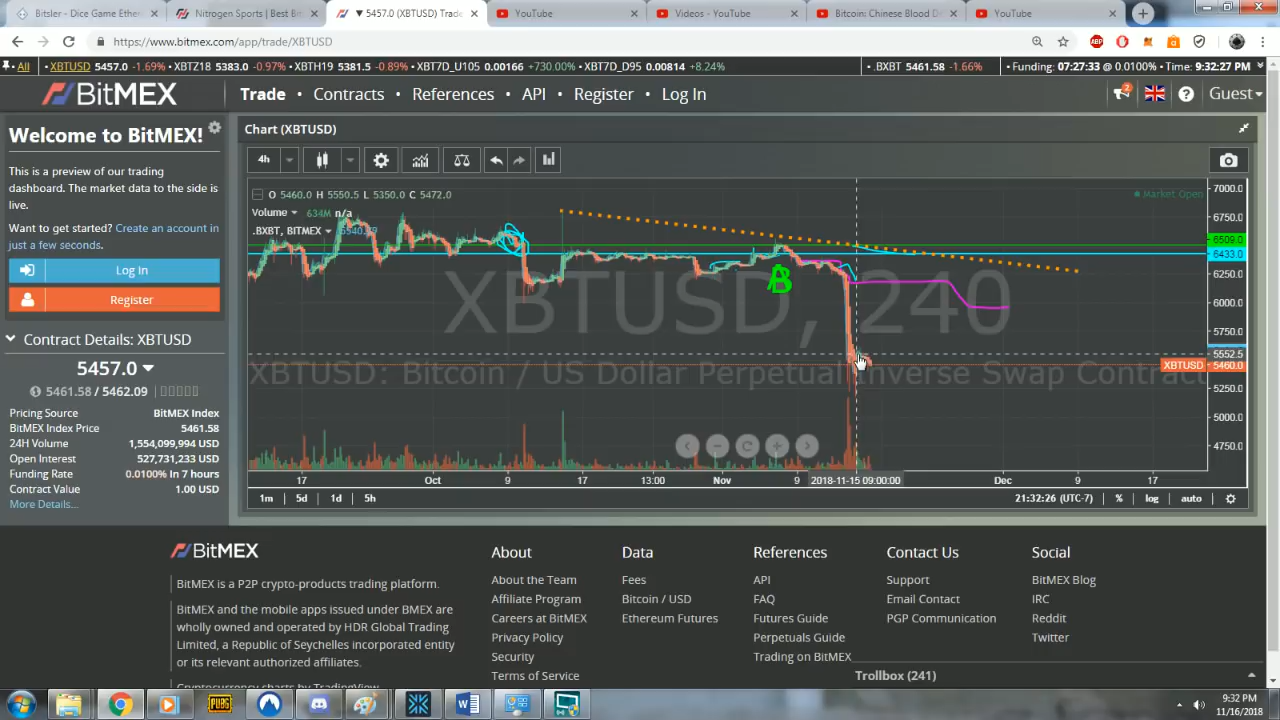 Bitsler - Dice Game Evolv
Nitrogen Sports | Best Bi
▼ 5457.0 (XBTUSD) Trade
YouTube
Videos - YouTube
Bitcoin: Chinese Blood D
YouTube
https://www.bitmex.com/app/trade/XBTUSD
All XBTUSD 5457.0 -1.69% XBTZ18 5383.0 -0.97% XBTH19 5381.5 -0.89% XBT7D_U105 0.00166 +730.00% XBT7D_D95 0.00814 +8.24% .BXBT 5461.58 -1.66% Funding: 07:27:33 @ 0.0100% Time: 9:32:27 PM
BitMEX Trade Contracts References API Register Log In 2 Guest
Welcome to BitMEX!
This is a preview of our trading
dashboard. The market data to the side is
live.
Want to get started? Create an account in
just a few seconds.
Log In
Register
Contract Details: XBTUSD
5457.0
5461.58 / 5462.09
Pricing Source BitMEX Index
BitMEX Index Price 5461.58
24H Volume 1,554,099,994 USD
Open Interest 527,731,233 USD
Funding Rate 0.0100% In 7 hours
Contract Value 1.00 USD
More Details...
Chart (XBTUSD)
4h
O 5460.0 H 5550.5 L 5350.0 C 5472.0
Volume 634M n/a
.BXBT, BITMEX
Market Open
XBTUSD, 240
XBTUSD: Bitcoin / US Dollar Perpetual Inverse Swap Contract
B
7000.0
6750.0
6509.0
6433.0
6250.0
6000.0
5750.0
5552.5
XBTUSD 5460.0
5250.0
5000.0
4750.0
17 Oct 9 17 13:00 Nov 9 2018-11-15 09:00:00 Dec 9 17
1m 5d 1d 5h 21:32:26 (UTC-7) % log auto
BitMEX
BitMEX is a P2P crypto-products trading platform.
BitMEX and the mobile apps issued under BMEX are
wholly owned and operated by HDR Global Trading
Limited, a Republic of Seychelles incorporated entity
or its relevant authorized affiliates.
Cryptocurrency charts by TradingView
About
About the Team
Affiliate Program
Careers at BitMEX
Privacy Policy
Security
Terms of Service
Data
Fees
Bitcoin / USD
Ethereum Futures
References
API
FAQ
Futures Guide
Perpetuals Guide
Trading on BitMEX
Contact Us
Support
Email Contact
PGP Communication
Social
BitMEX Blog
IRC
Reddit
Twitter
Trollbox (241)
9:32 PM
11/16/2018